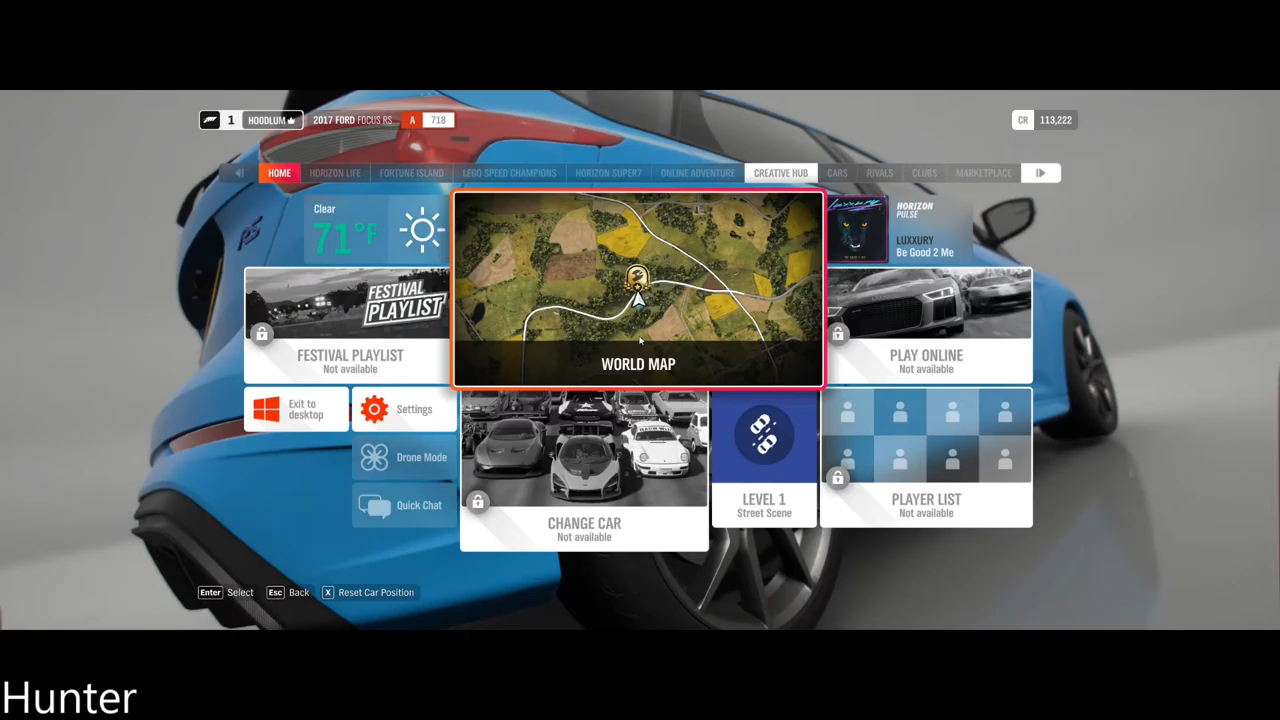 1 HOODLUM 2017 FORD FOCUS RS A 718
CR 113,222
HOME HORIZON LIFE FORTUNE ISLAND LEGO SPEED CHAMPIONS HORIZON SUPER7 ONLINE ADVENTURE CREATIVE HUB CARS RIVALS CLUBS MARKETPLACE
Clear
71°F
RS
WORLD MAP
LUXXURY
HORIZON
PULSE
LUXXURY
Be Good 2 Me
FESTIVAL
PLAYLIST
FESTIVAL PLAYLIST
Not available
PLAY ONLINE
Not available
Exit to
desktop
Settings
Drone Mode
Quick Chat
CHANGE CAR
Not available
LEVEL 1
Street Scene
PLAYER LIST
Not available
Enter Select Esc Back X Reset Car Position
Hunter